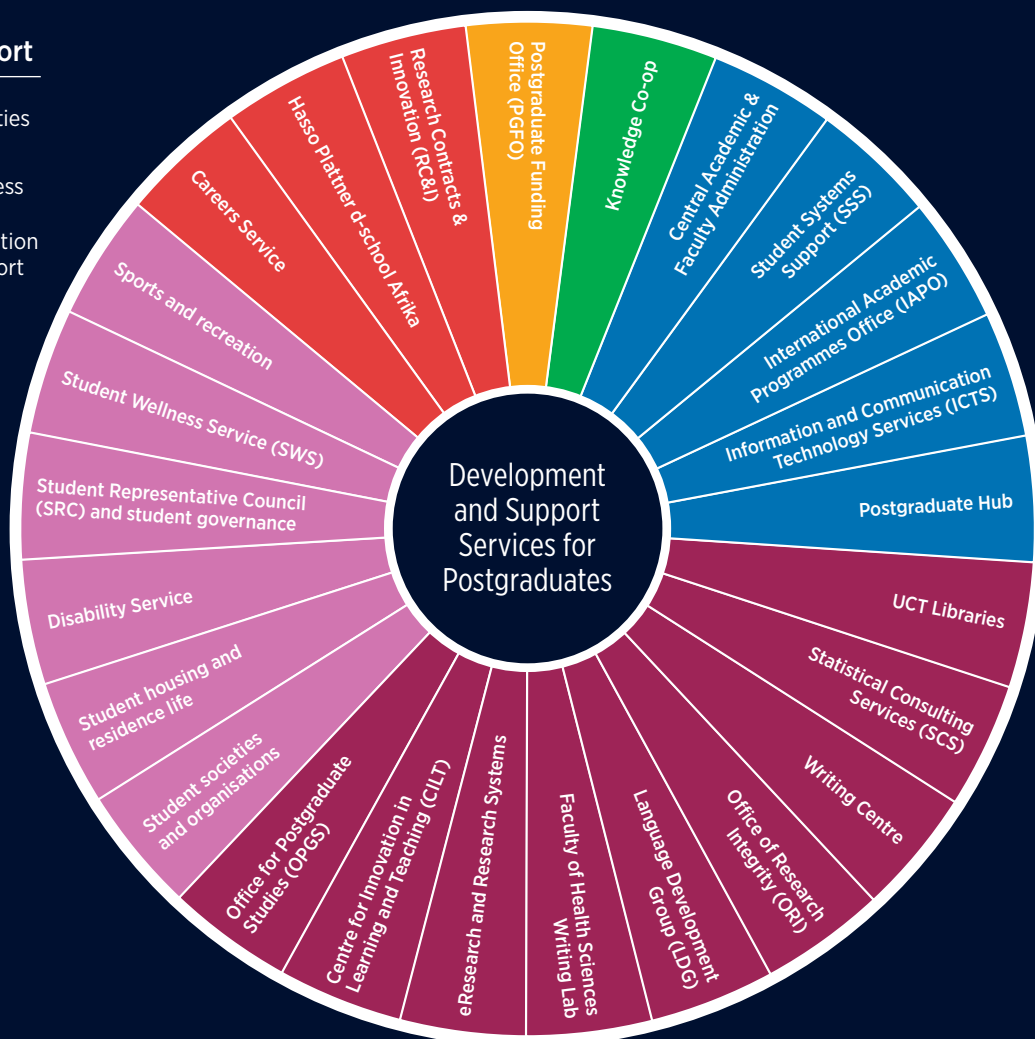 ort
ties
ess
tion
ort
Development
and Support
Services for
Postgraduates
Postgraduate Funding
Office (PGFO)
Knowledge Co-op
Central Academic &
Faculty Administration
Student Systems
Support (SSS)
International Academic
Programmes Office (IAPO)
Information and Communication
Technology Services (ICTS)
Postgraduate Hub
UCT Libraries
Statistical Consulting
Services (SCS)
Writing Centre
Office of Research
Integrity (ORI)
Language Development
Group (LDG)
Faculty of Health Sciences
Writing Lab
eResearch and Research Systems
Centre for Innovation in
Learning and Teaching (CILT)
Office for Postgraduate
Studies (OPGS)
Student societies
and organisations
Student housing and
residence life
Disability Service
Student Representative Council
(SRC) and student governance
Student Wellness Service (SWS)
Sports and recreation
Careers Service
Hasso Plattner d-school Afrika
Research Contracts &
Innovation (RC&I)